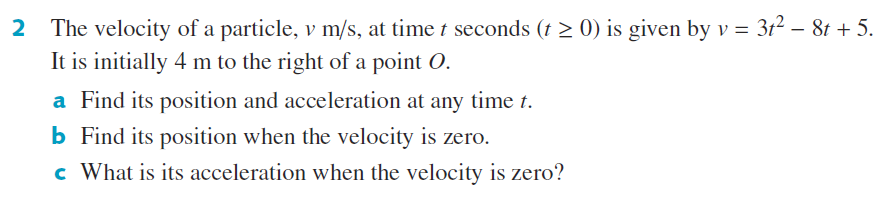 2 The velocity of a particle, v m/s, at time t seconds (t ≥ 0) is given by v = 3t² – 8t + 5.
It is initially 4 m to the right of a point O.
a Find its position and acceleration at any time t.
b Find its position when the velocity is zero.
c What is its acceleration when the velocity is zero?